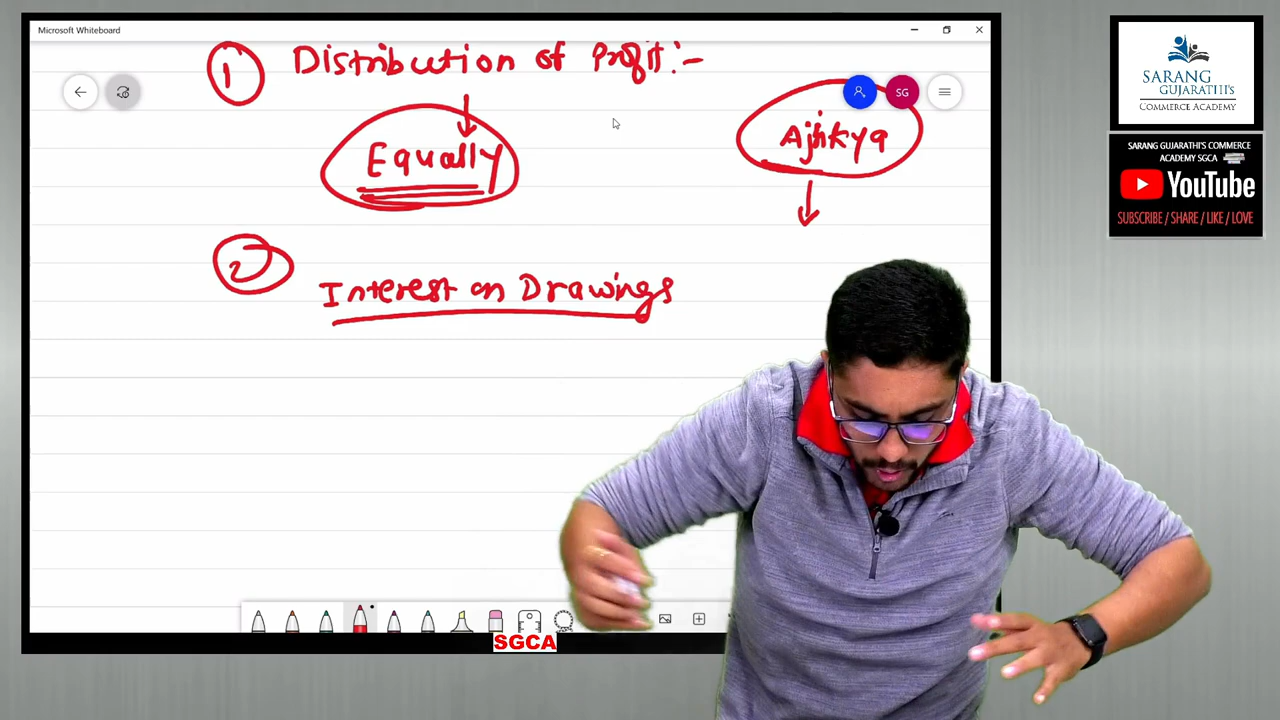 Microsoft Whiteboard
1 Distribution of Profit :-
SG
Equally
Ajinkya
2
Interest on Drawings
SGCA
SARANG
GUJARATHI'S
COMMERCE ACADEMY
SARANG GUJARATHI'S COMMERCE
ACADEMY SGCA
YouTube
SUBSCRIBE / SHARE / LIKE / LOVE